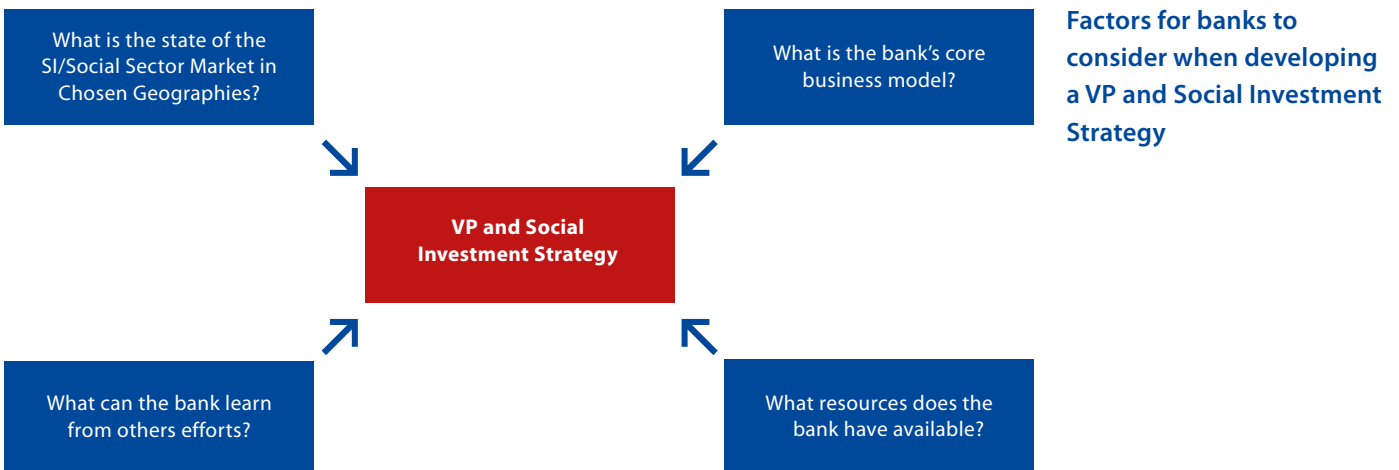 What is the state of the
SI/Social Sector Market in
Chosen Geographies?
What is the bank's core
business model?
Factors for banks to
consider when developing
a VP and Social Investment
Strategy
VP and Social
Investment Strategy
What can the bank learn
from others efforts?
What resources does the
bank have available?